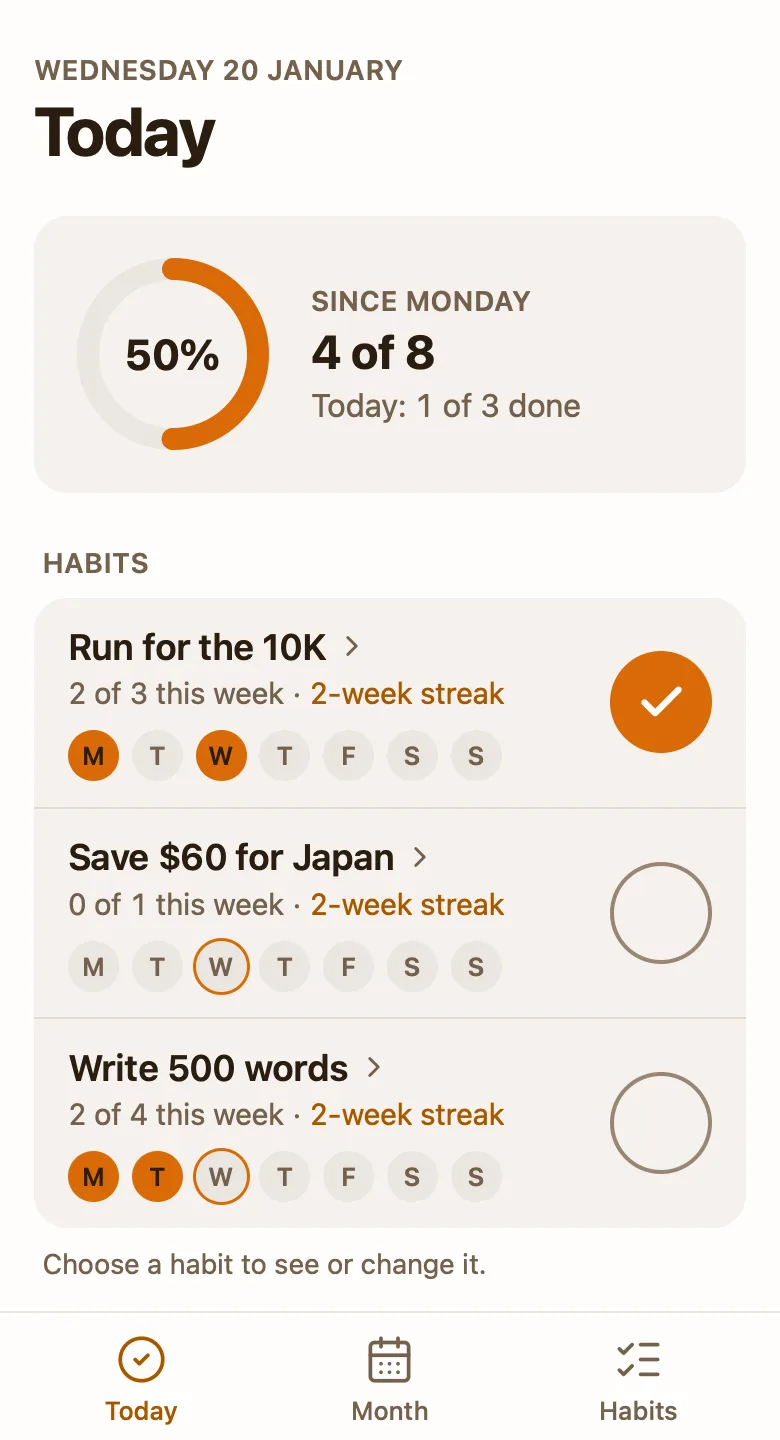 WEDNESDAY 20 JANUARY
Today
50%
SINCE MONDAY
4 of 8
Today: 1 of 3 done
HABITS
Run for the 10K
2 of 3 this week · 2-week streak
M T W T F S S
Save $60 for Japan
0 of 1 this week · 2-week streak
M T W T F S S
Write 500 words
2 of 4 this week · 2-week streak
M T W T F S S
Choose a habit to see or change it.
Today Month Habits